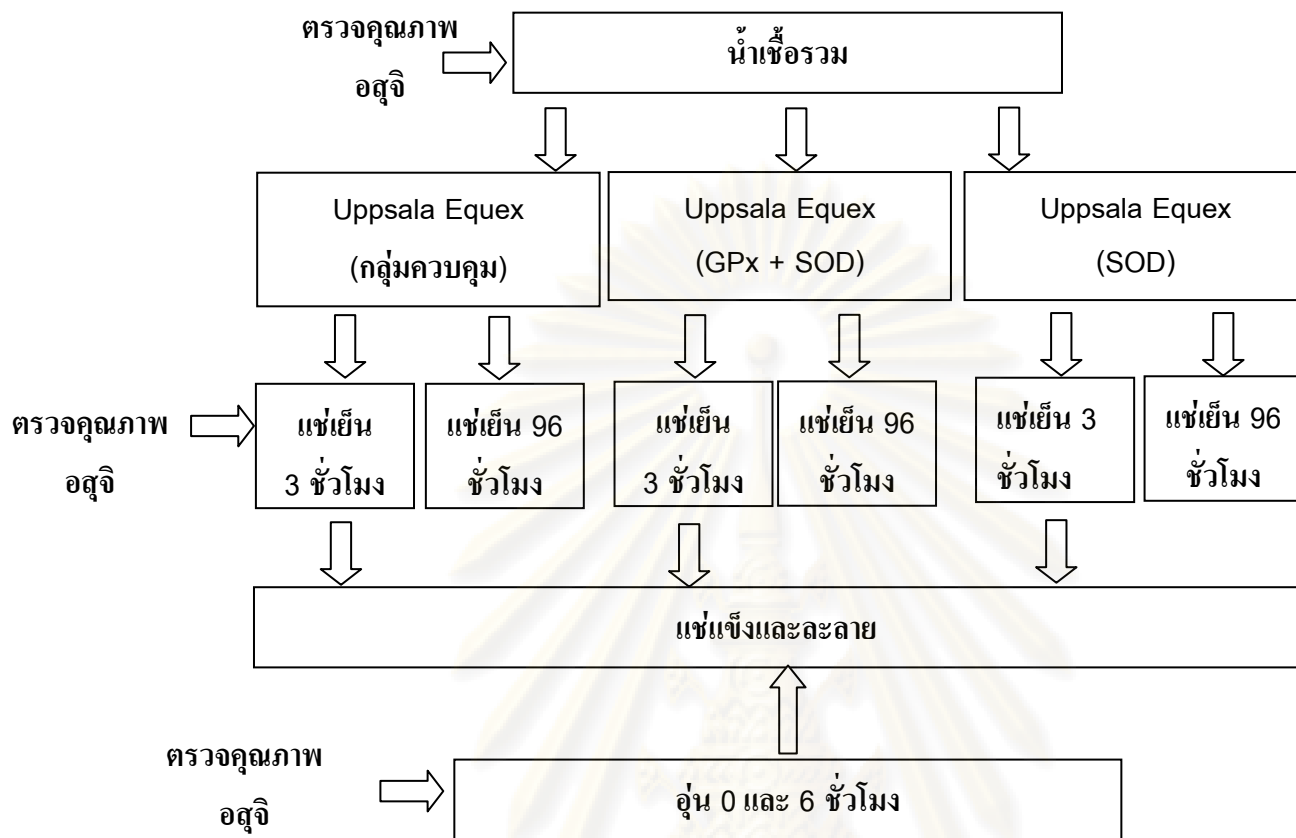 ตรวจคุณภาพ
อสุจิ
น้ำเชื้อรวม
Uppsala Equex
(กลุ่มควบคุม)
Uppsala Equex
(GPx + SOD)
Uppsala Equex
(SOD)
ตรวจคุณภาพ
อสุจิ
แช่เย็น
3 ชั่วโมง
แช่เย็น 96
ชั่วโมง
แช่เย็น
3 ชั่วโมง
แช่เย็น 96
ชั่วโมง
แช่เย็น 3
ชั่วโมง
แช่เย็น 96
ชั่วโมง
แช่แข็งและละลาย
ตรวจคุณภาพ
อสุจิ
อุ่น 0 และ 6 ชั่วโมง